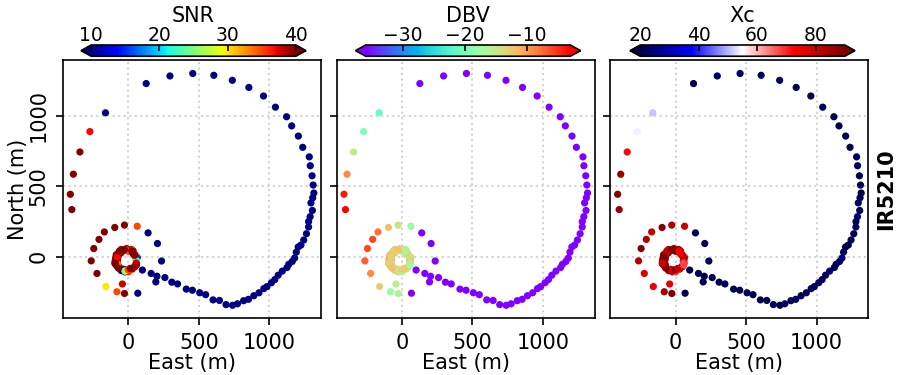 SNR DBV Xc
10 20 30 40 −30 −20 −10 20 40 60 80
North (m)
1000
500
0
IR5210
0 500 1000 0 500 1000 0 500 1000
East (m) East (m) East (m)